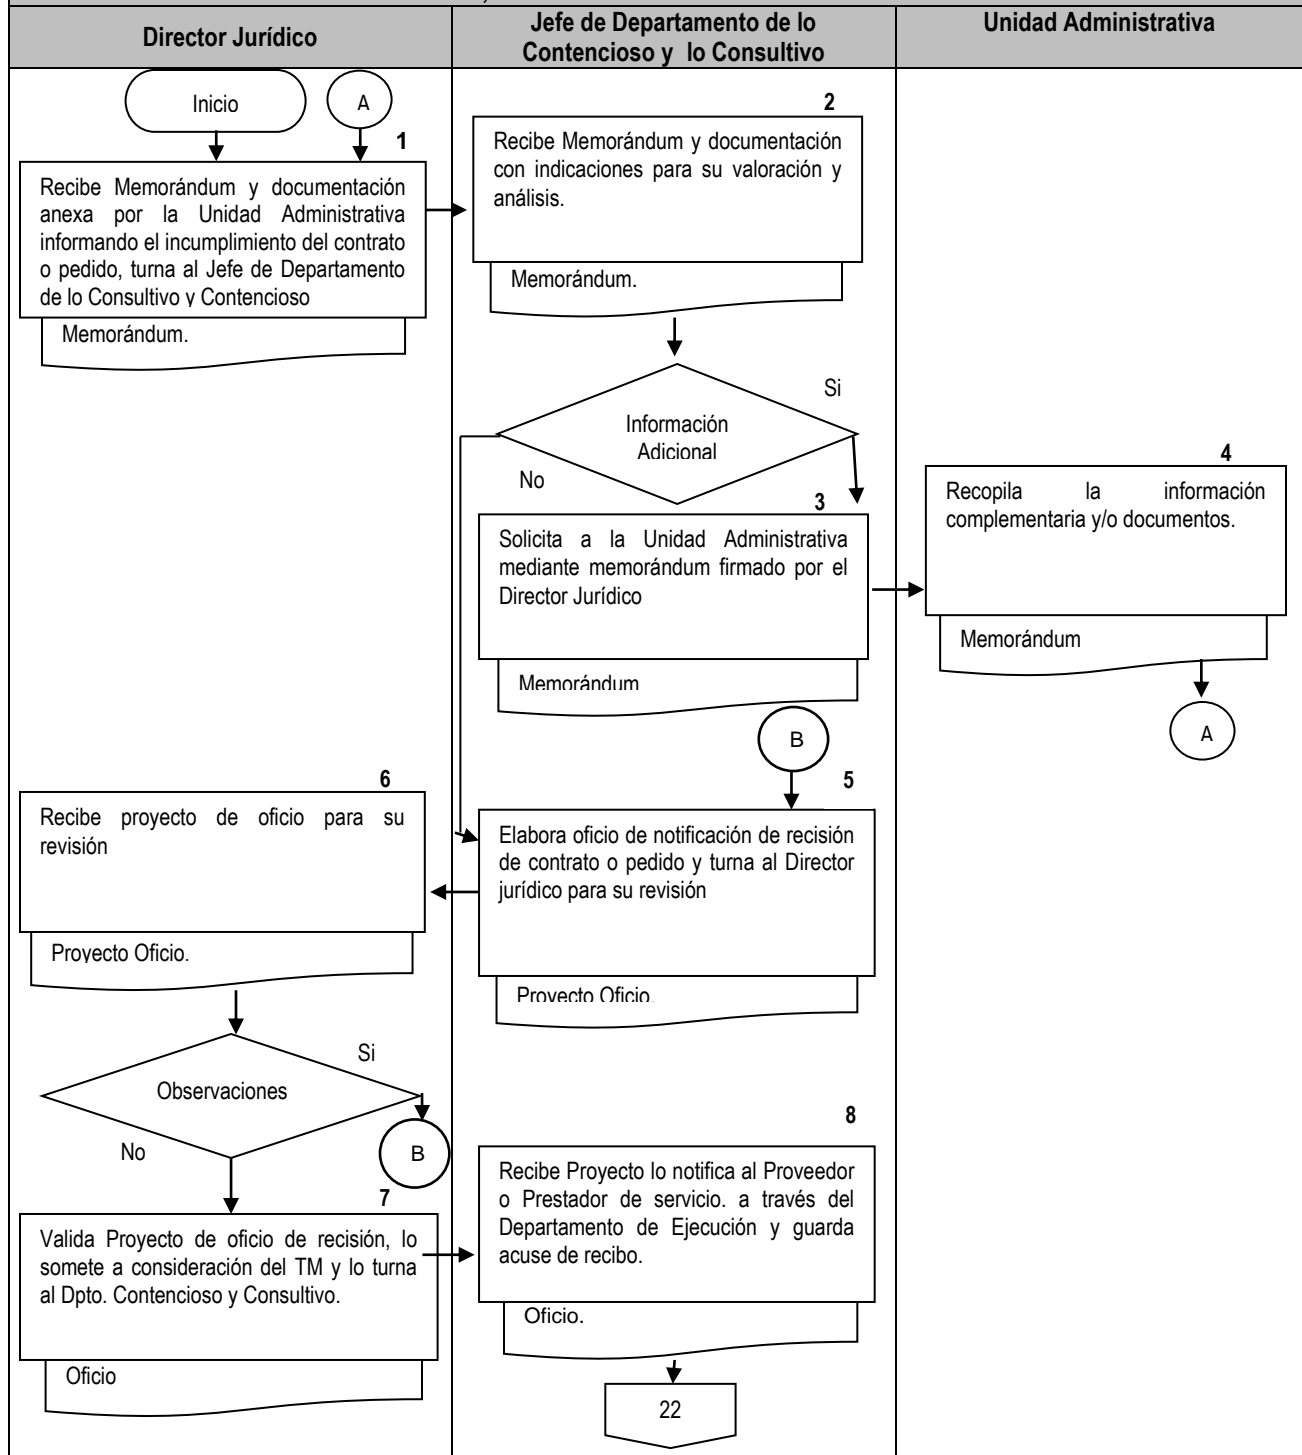 Director Jurídico
Jefe de Departamento de lo
Contencioso y lo Consultivo
Unidad Administrativa
Inicio
A
1
Recibe Memorándum y documentación
anexa por la Unidad Administrativa
informando el incumplimiento del contrato
o pedido, turna al Jefe de Departamento
de lo Consultivo y Contencioso
Memorándum.
2
Recibe Memorándum y documentación
con indicaciones para su valoración y
análisis.
Memorándum.
Información
Adicional
Si
No
3
Solicita a la Unidad Administrativa
mediante memorándum firmado por el
Director Jurídico
Memorándum
4
Recopila la información
complementaria y/o documentos.
Memorándum
A
B
5
Elabora oficio de notificación de recisión
de contrato o pedido y turna al Director
jurídico para su revisión
Proyecto Oficio.
6
Recibe proyecto de oficio para su
revisión
Proyecto Oficio.
Observaciones
Si
No
B
7
Valida Proyecto de oficio de recisión, lo
somete a consideración del TM y lo turna
al Dpto. Contencioso y Consultivo.
Oficio
8
Recibe Proyecto lo notifica al Proveedor
o Prestador de servicio. a través del
Departamento de Ejecución y guarda
acuse de recibo.
Oficio.
22